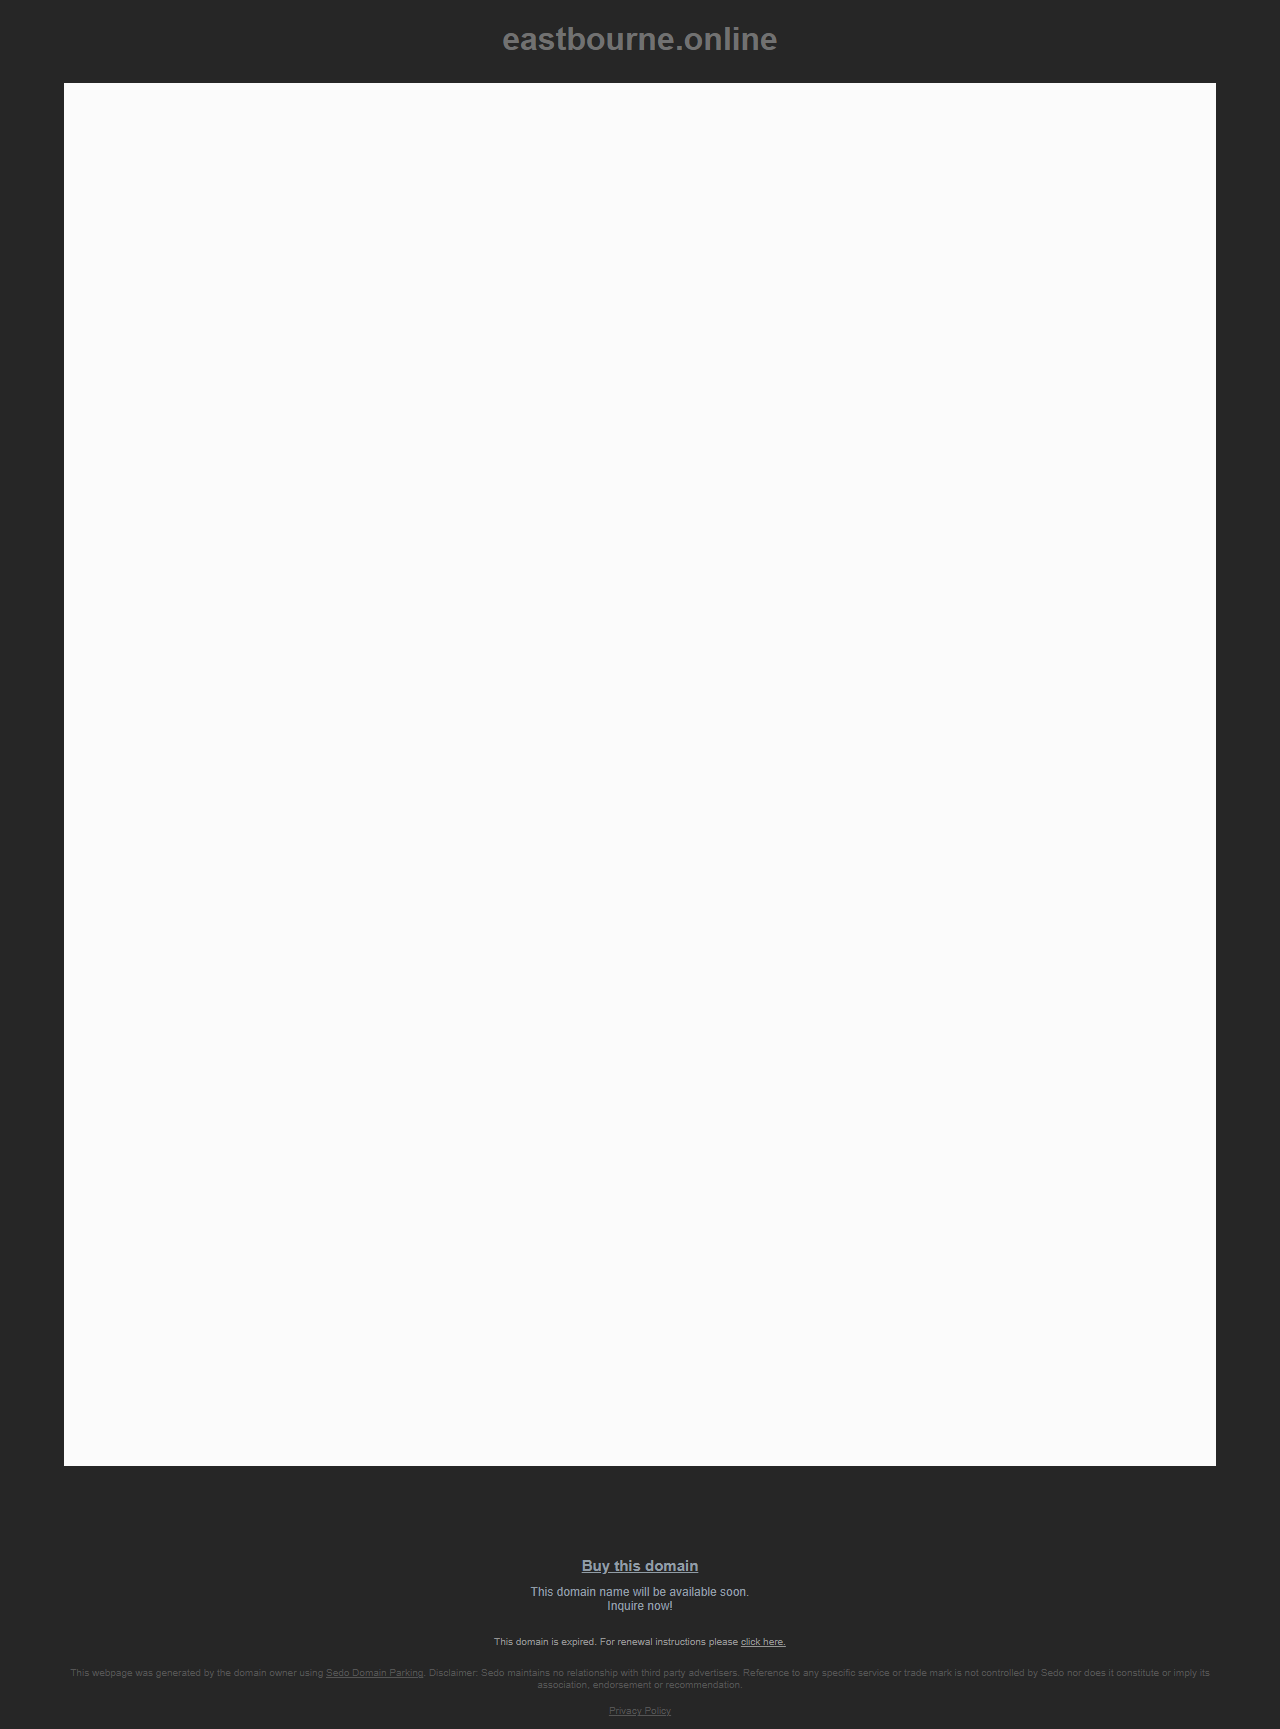 eastbourne.online
Buy this domain
This domain name will be available soon.
Inquire now!
This domain is expired. For renewal instructions please click here.
This webpage was generated by the domain owner using Sedo Domain Parking. Disclaimer: Sedo maintains no relationship with third party advertisers. Reference to any specific service or trade mark is not controlled by Sedo nor does it constitute or imply its
association, endorsement or recommendation.
Privacy Policy